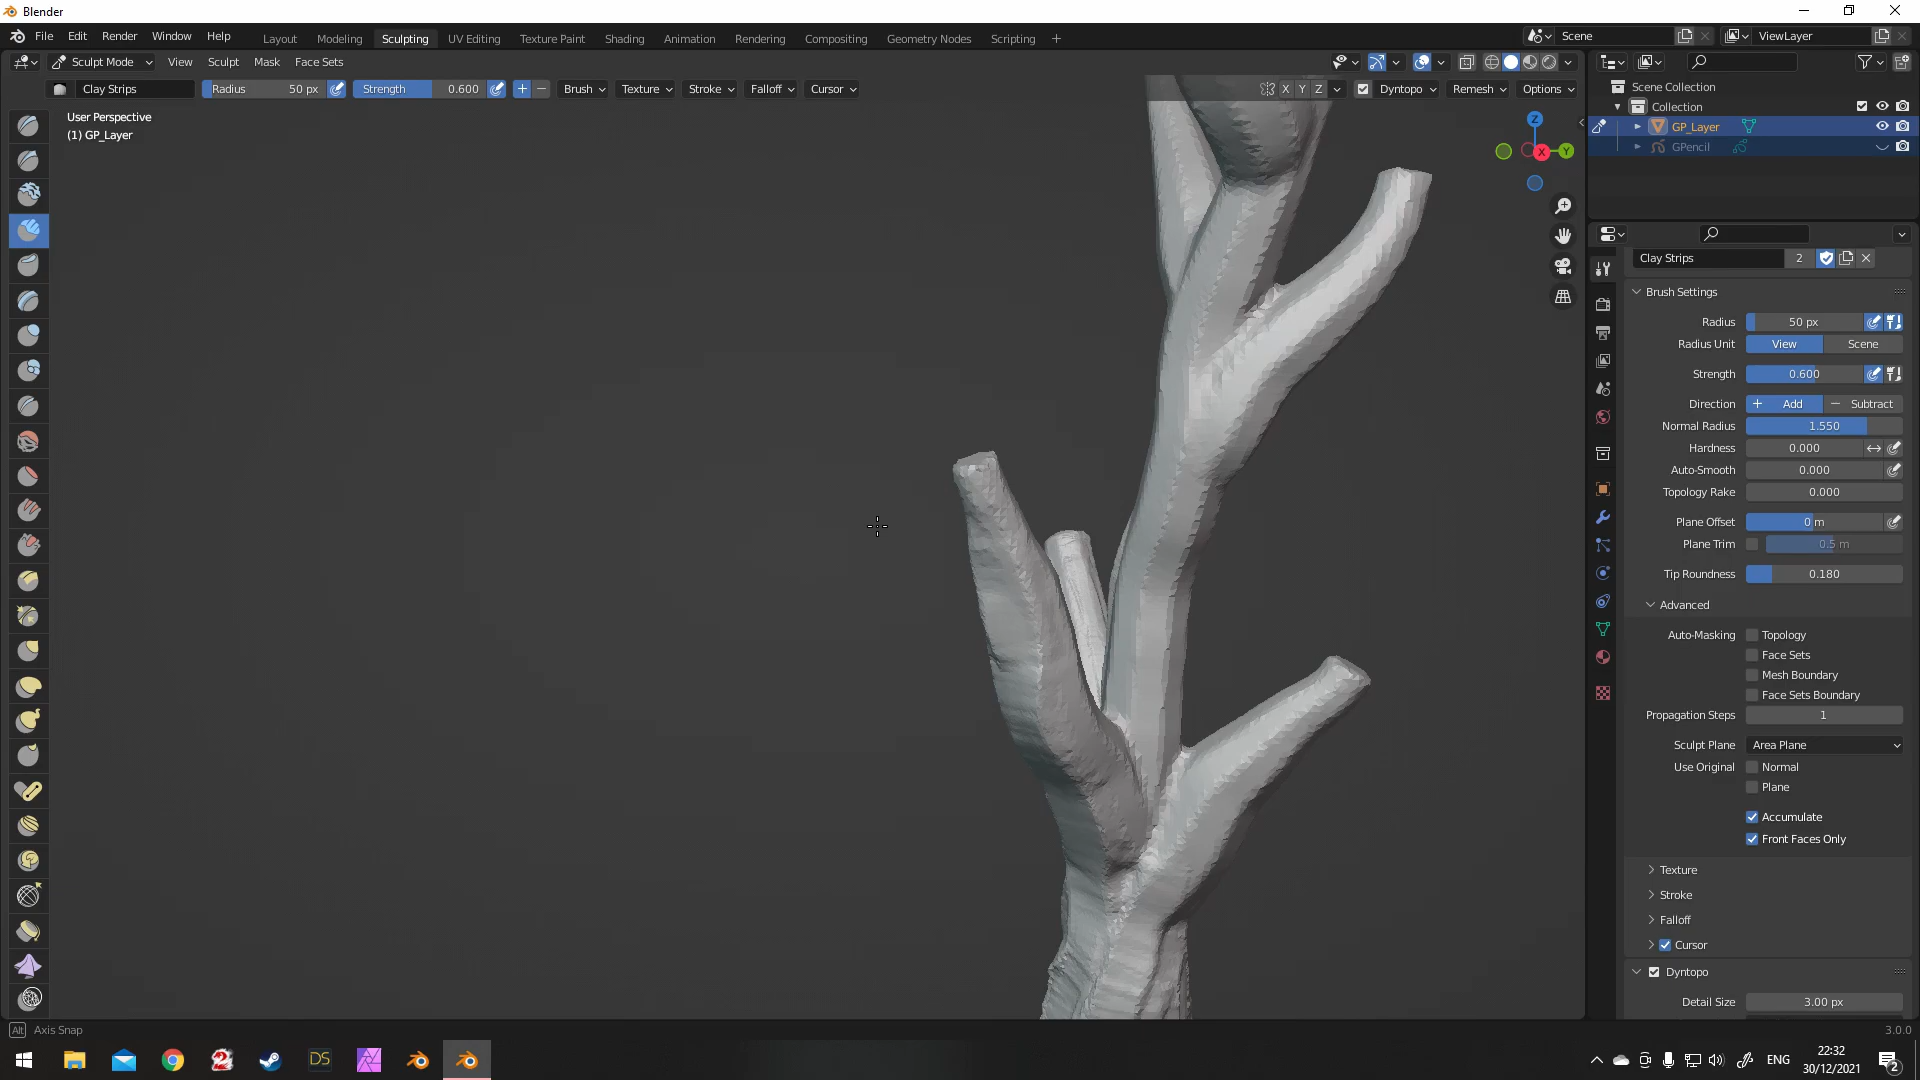 Blender
File Edit Render Window Help
Layout Modeling Sculpting UV Editing Texture Paint Shading Animation Rendering Compositing Geometry Nodes Scripting +
Scene ViewLayer
Sculpt Mode View Sculpt Mask Face Sets
Clay Strips Radius 50 px Strength 0.600 Brush Texture Stroke Falloff Cursor X Y Z Dyntopo Remesh Options
User Perspective
(1) GP_Layer
Z
X
Y
Scene Collection
Collection
GP_Layer
GPencil
Clay Strips 2
Brush Settings
Radius 50 px
Radius Unit View Scene
Strength 0.600
Direction + Add − Subtract
Normal Radius 1.550
Hardness 0.000
Auto-Smooth 0.000
Topology Rake 0.000
Plane Offset 0 m
Plane Trim 0.5 m
Tip Roundness 0.180
Advanced
Auto-Masking Topology
Face Sets
Mesh Boundary
Face Sets Boundary
Propagation Steps 1
Sculpt Plane Area Plane
Use Original Normal
Plane
Accumulate
Front Faces Only
Texture
Stroke
Falloff
Cursor
Dyntopo
Detail Size 3.00 px
Alt Axis Snap
3.0.0
DS
ENG
22:32
30/12/2021
2